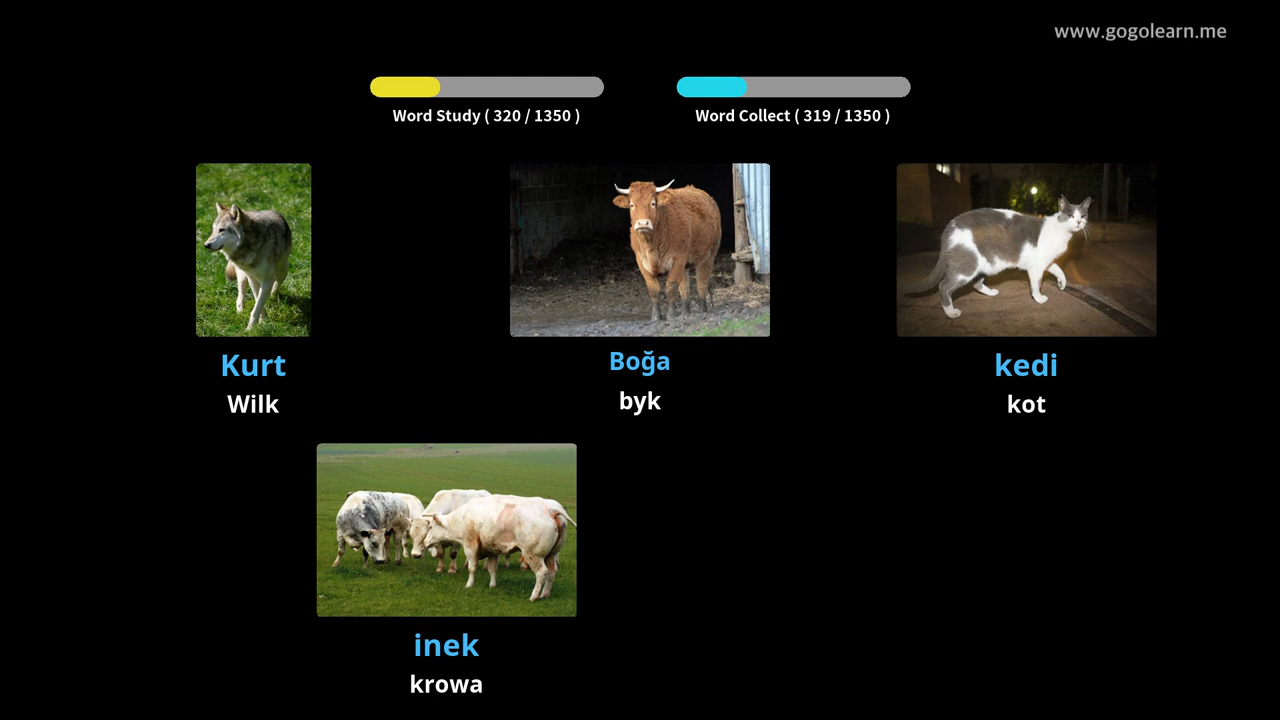 www.gogolearn.me
Word Study ( 320 / 1350 )
Word Collect ( 319 / 1350 )
Kurt
Wilk
Boğa
byk
kedi
kot
inek
krowa